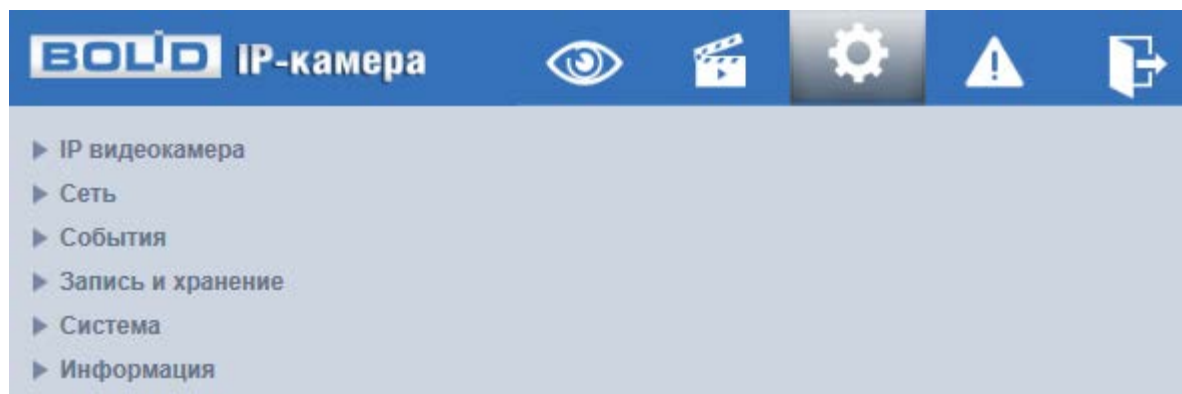 BOLID IP-камера
IP видеокамера
Сеть
События
Запись и хранение
Система
Информация